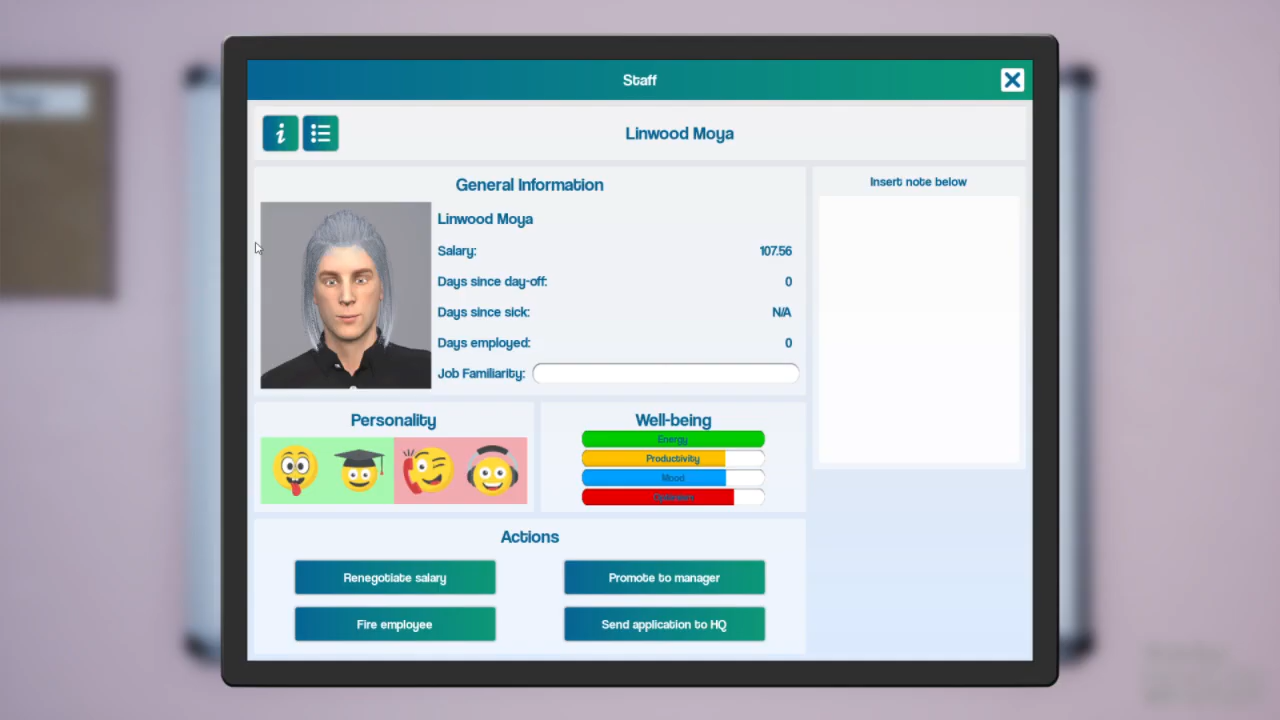 Staff
i
Linwood Moya
General Information
Insert note below
Linwood Moya
Salary: 107.56
Days since day-off: 0
Days since sick: N/A
Days employed: 0
Job Familiarity:
Personality
Well-being
Energy
Productivity
Mood
Optimism
Actions
Renegotiate salary
Promote to manager
Fire employee
Send application to HQ